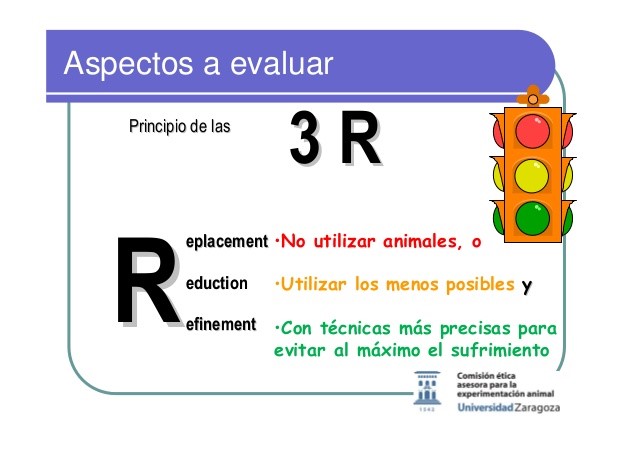 Aspectos a evaluar
Principio de las 3 R
Replacement •No utilizar animales, o
eduction •Utilizar los menos posibles y
efinement •Con técnicas más precisas para
evitar al máximo el sufrimiento
Comisión ética
asesora para la
experimentación animal
1542
Universidad Zaragoza